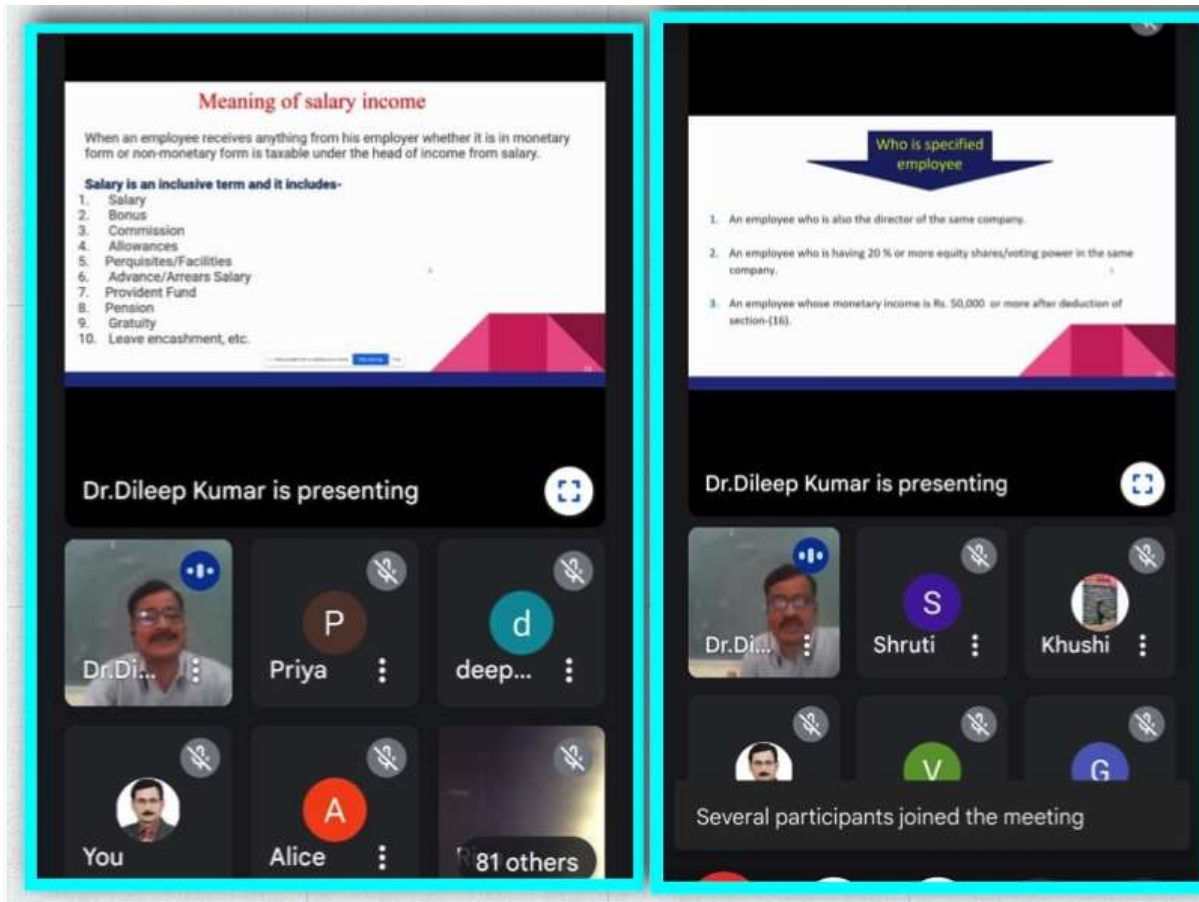 Meaning of salary income
When an employee receives anything from his employer whether it is in monetary
form or non-monetary form is taxable under the head of income from salary.
Salary is an inclusive term and it includes-
1. Salary
2. Bonus
3. Commission
4. Allowances
5. Perquisites/Facilities
6. Advance/Arrears Salary
7. Provident Fund
8. Pension
9. Gratuity
10. Leave encashment, etc.
Dr.Dileep Kumar is presenting
Dr.Di...
P
Priya
d
deep...
You
A
Alice
81 others
Who is specified
employee
1. An employee who is also the director of the same company.
2. An employee who is having 20 % or more equity shares/voting power in the same
company.
3. An employee whose monetary income is Rs. 50,000 or more after deduction of
section-(16).
Dr.Dileep Kumar is presenting
Dr.Di...
S
Shruti
Khushi
V
G
Several participants joined the meeting